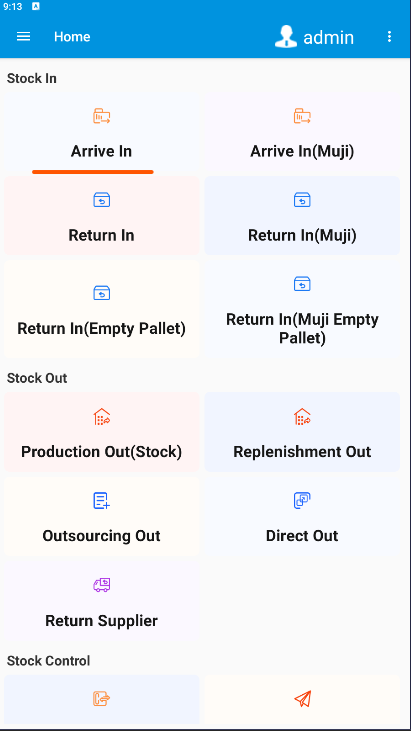 9:13
Home
admin
Stock In
Arrive In
Arrive In(Muji)
Return In
Return In(Muji)
Return In(Empty Pallet)
Return In(Muji Empty
Pallet)
Stock Out
Production Out(Stock)
Replenishment Out
Outsourcing Out
Direct Out
Return Supplier
Stock Control